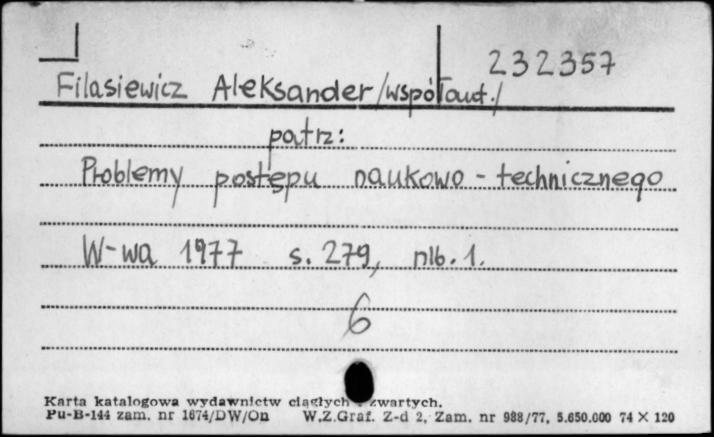 232357
Filasiewicz Aleksander /współaut./
patrz:
Problemy postępu naukowo-technicznego
W-wa 1977 s. 279, nlb. 1.
6
Karta katalogowa wydawnictw ciągłych i zwartych.
Pu-B-144 zam. nr 1674/DW/On W.Z.Graf. Z-d 2, Zam. nr 988/77, 5.650.000 74 × 120